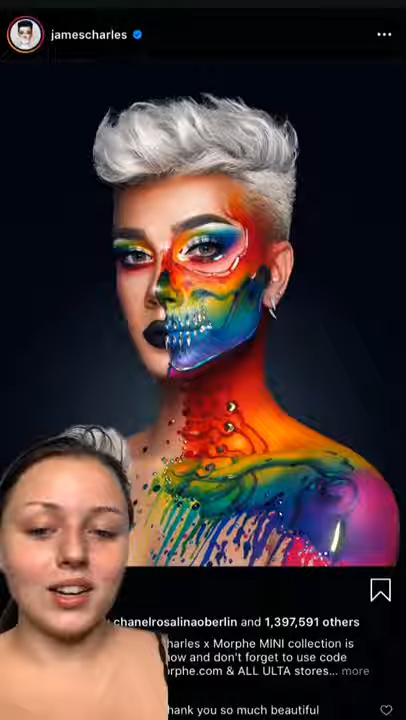 jamescharles
chanelrosalinaoberlin and 1,397,591 others
harles x Morphe MINI collection is
now and don't forget to use code
rphe.com & ALL ULTA stores... more
hank you so much beautiful